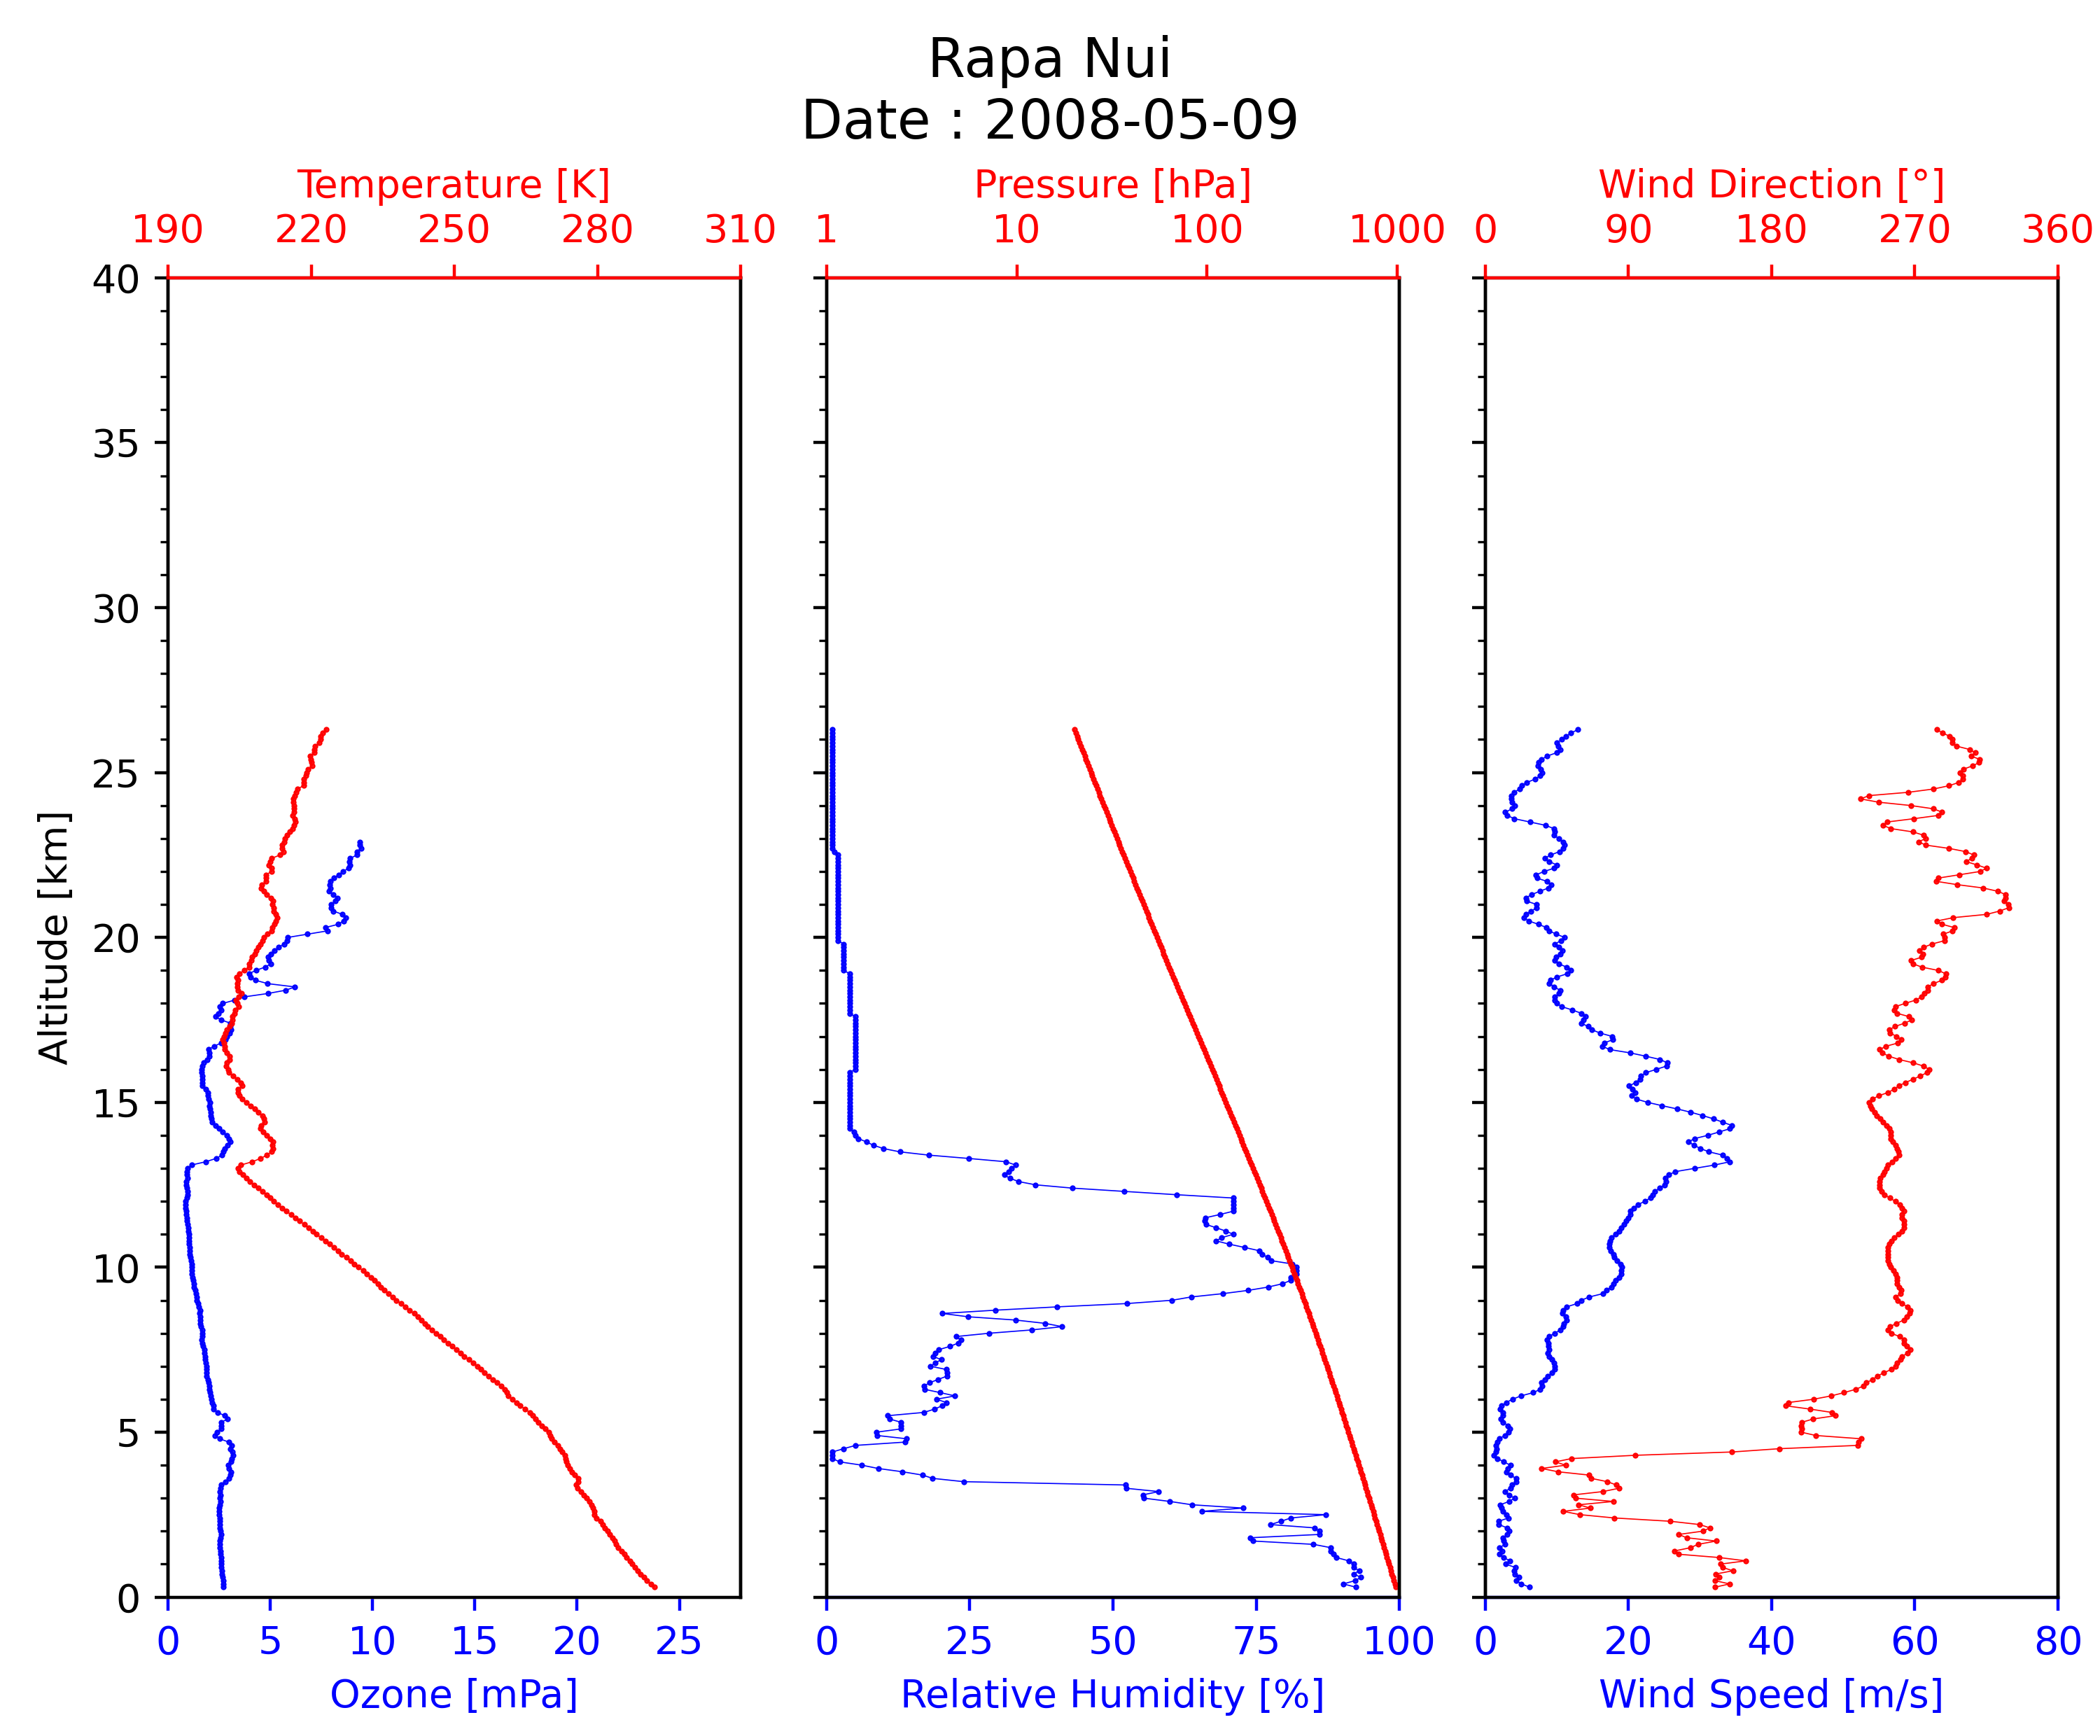 Rapa Nui
Date : 2008-05-09
Temperature [K]
190 220 250 280 310
Pressure [hPa]
1 10 100 1000
Wind Direction [°]
0 90 180 270 360
Altitude [km]
40
35
30
25
20
15
10
5
0
0 5 10 15 20 25
Ozone [mPa]
0 25 50 75 100
Relative Humidity [%]
0 20 40 60 80
Wind Speed [m/s]